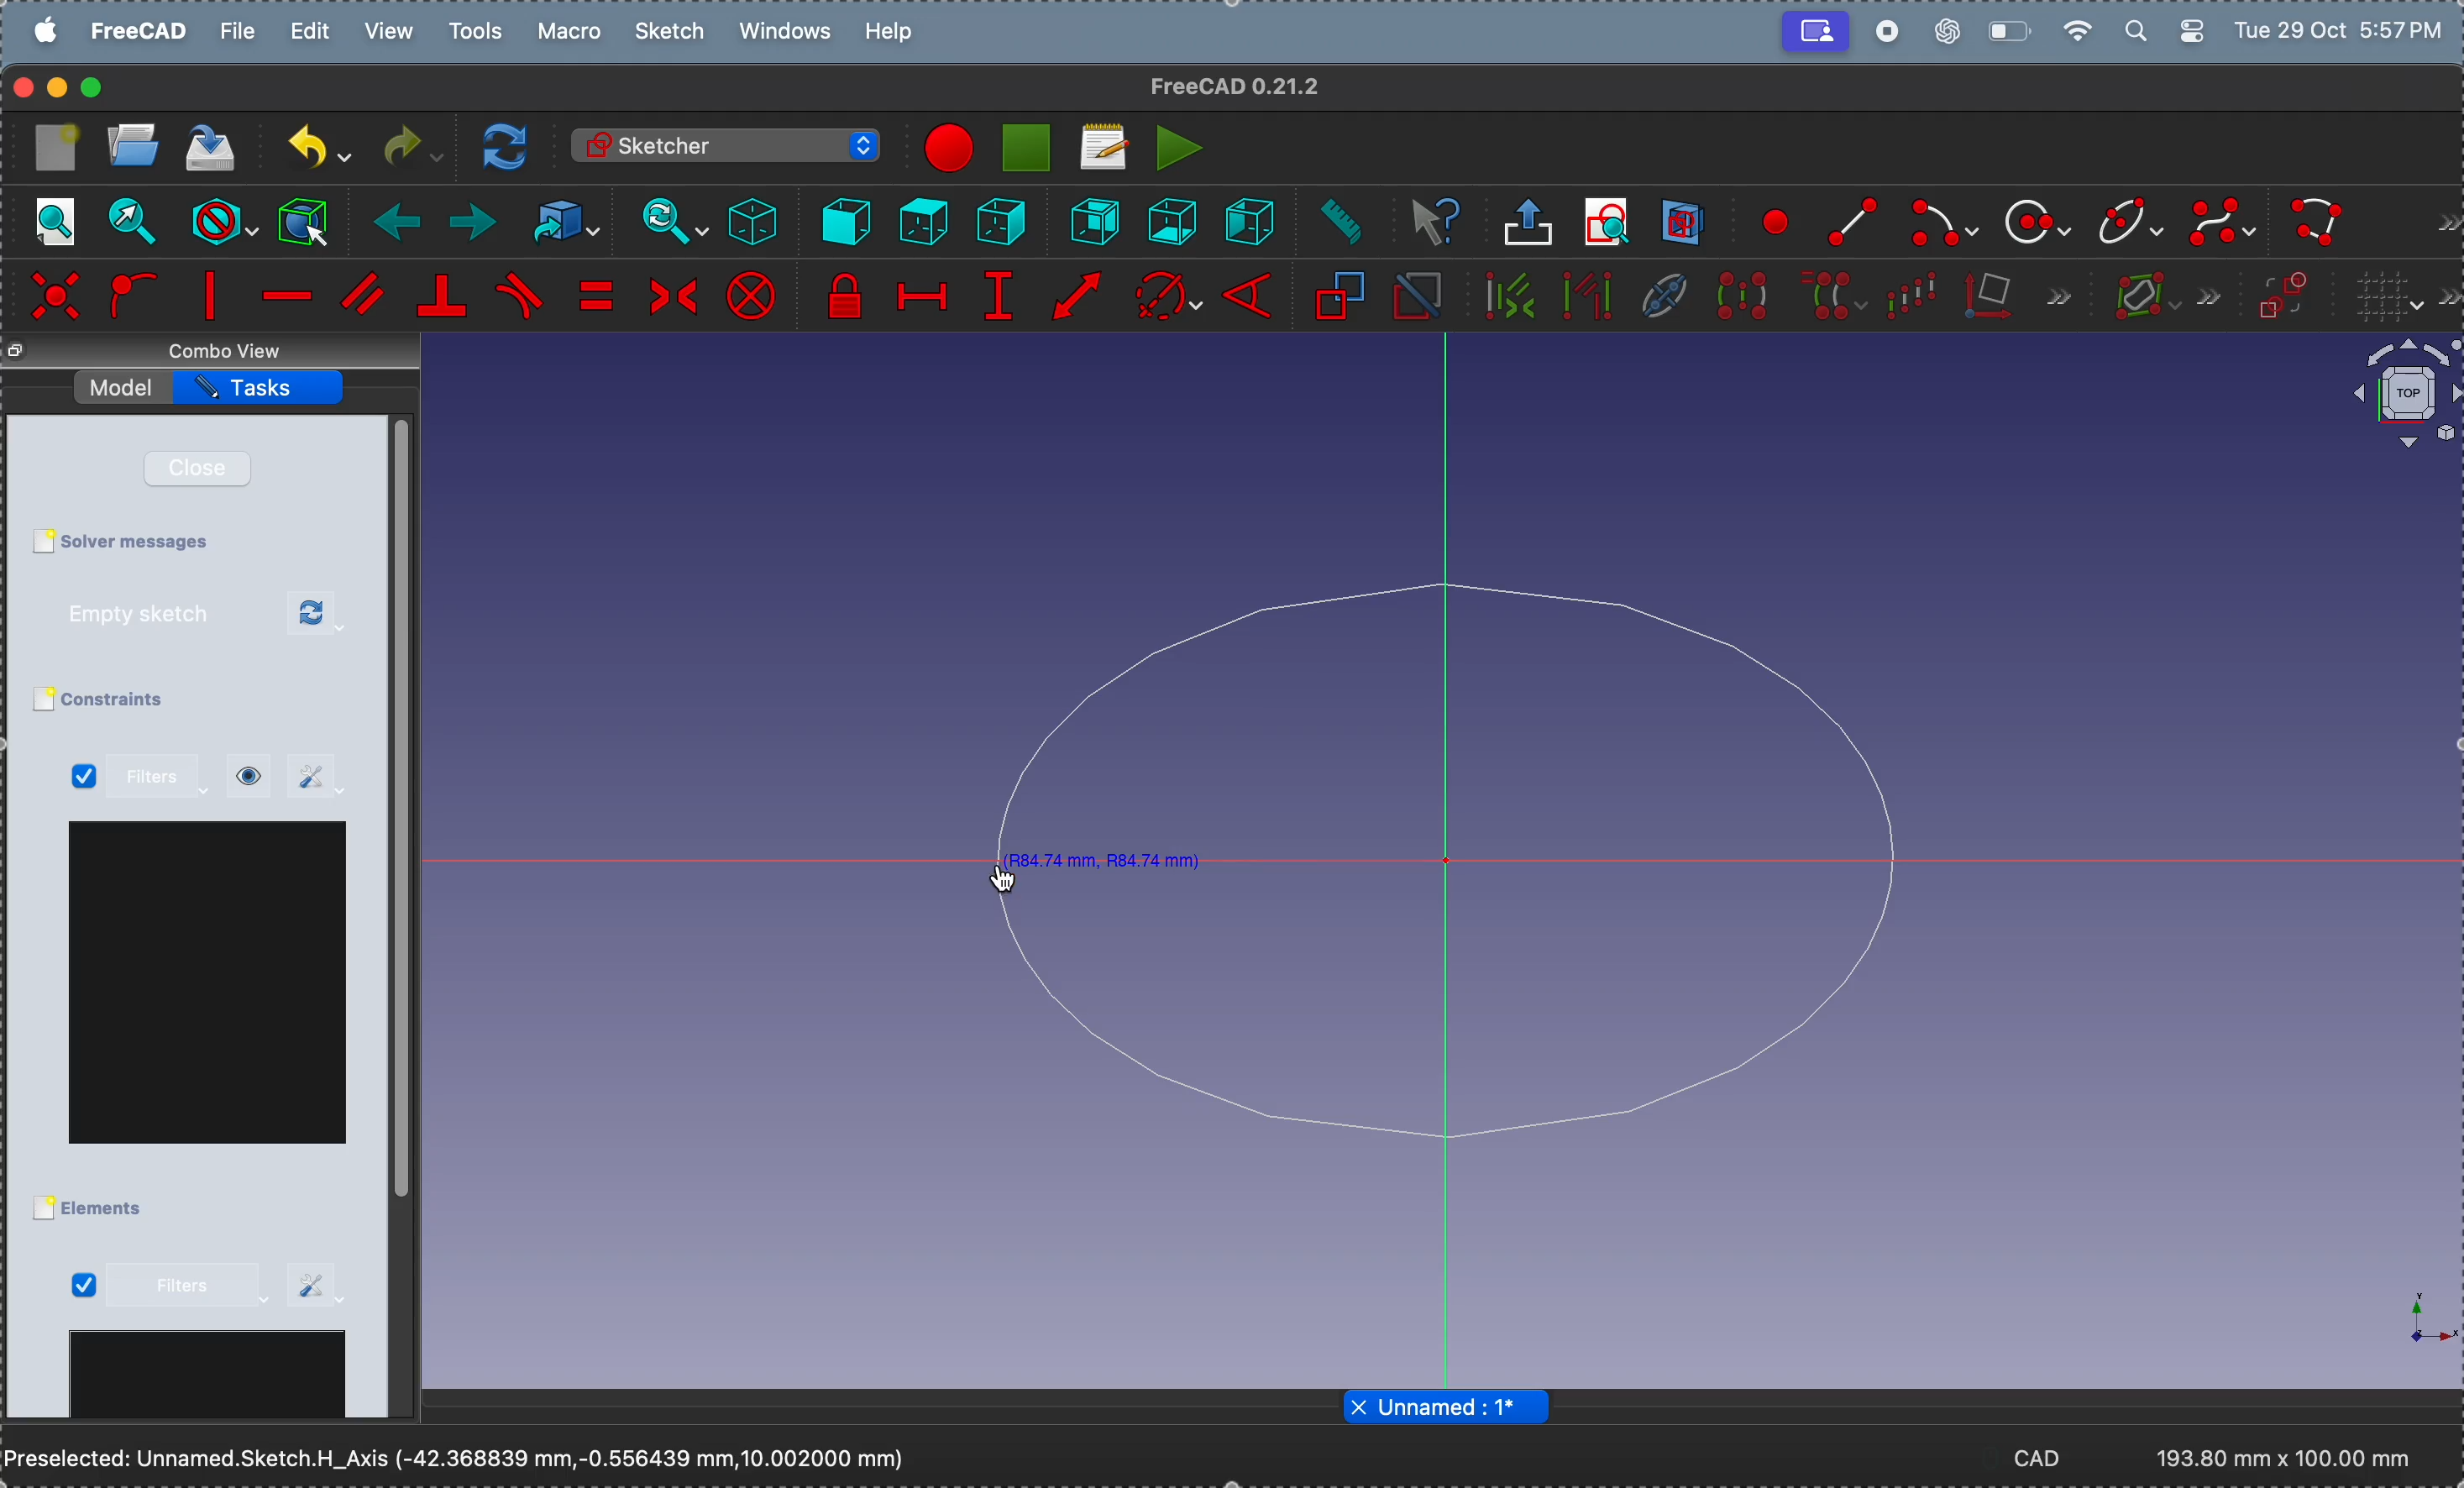 FreeCAD File Edit View Tools Macro Sketch Windows Help Tue 29 Oct 5:57 PM
FreeCAD 0.21.2
Sketcher
Combo View
Model Tasks
TOP
Close
Solver messages
Empty sketch
Constraints
Filters
(R84.74 mm, R84.74 mm)
Elements
Filters
Y
X
Z
Unnamed : 1*
Preselected: Unnamed.Sketch.H_Axis (-42.368839 mm,-0.556439 mm,10.002000 mm) CAD 193.80 mm x 100.00 mm